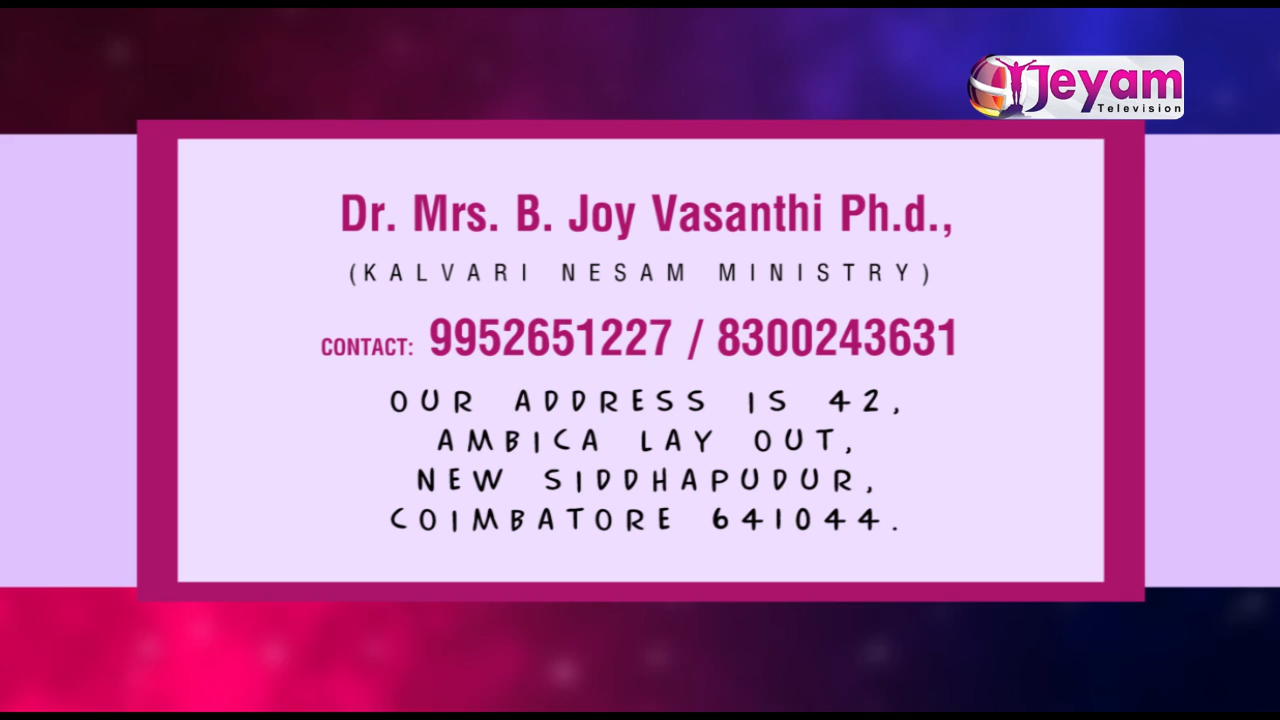 Jeyam
Television
Dr. Mrs. B. Joy Vasanthi Ph.d.,
(KALVARI NESAM MINISTRY)
CONTACT: 9952651227 / 8300243631
OUR ADDRESS IS 42,
AMBICA LAY OUT,
NEW SIDDHAPUDUR,
COIMBATORE 641044.